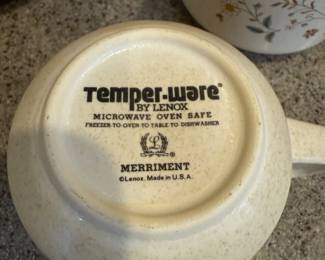 Temper-ware®
BY LENOX
MICROWAVE OVEN SAFE
FREEZER-TO-OVEN-TO-TABLE TO DISHWASHER
L ®
MERRIMENT
©Lenox. Made in U.S.A.